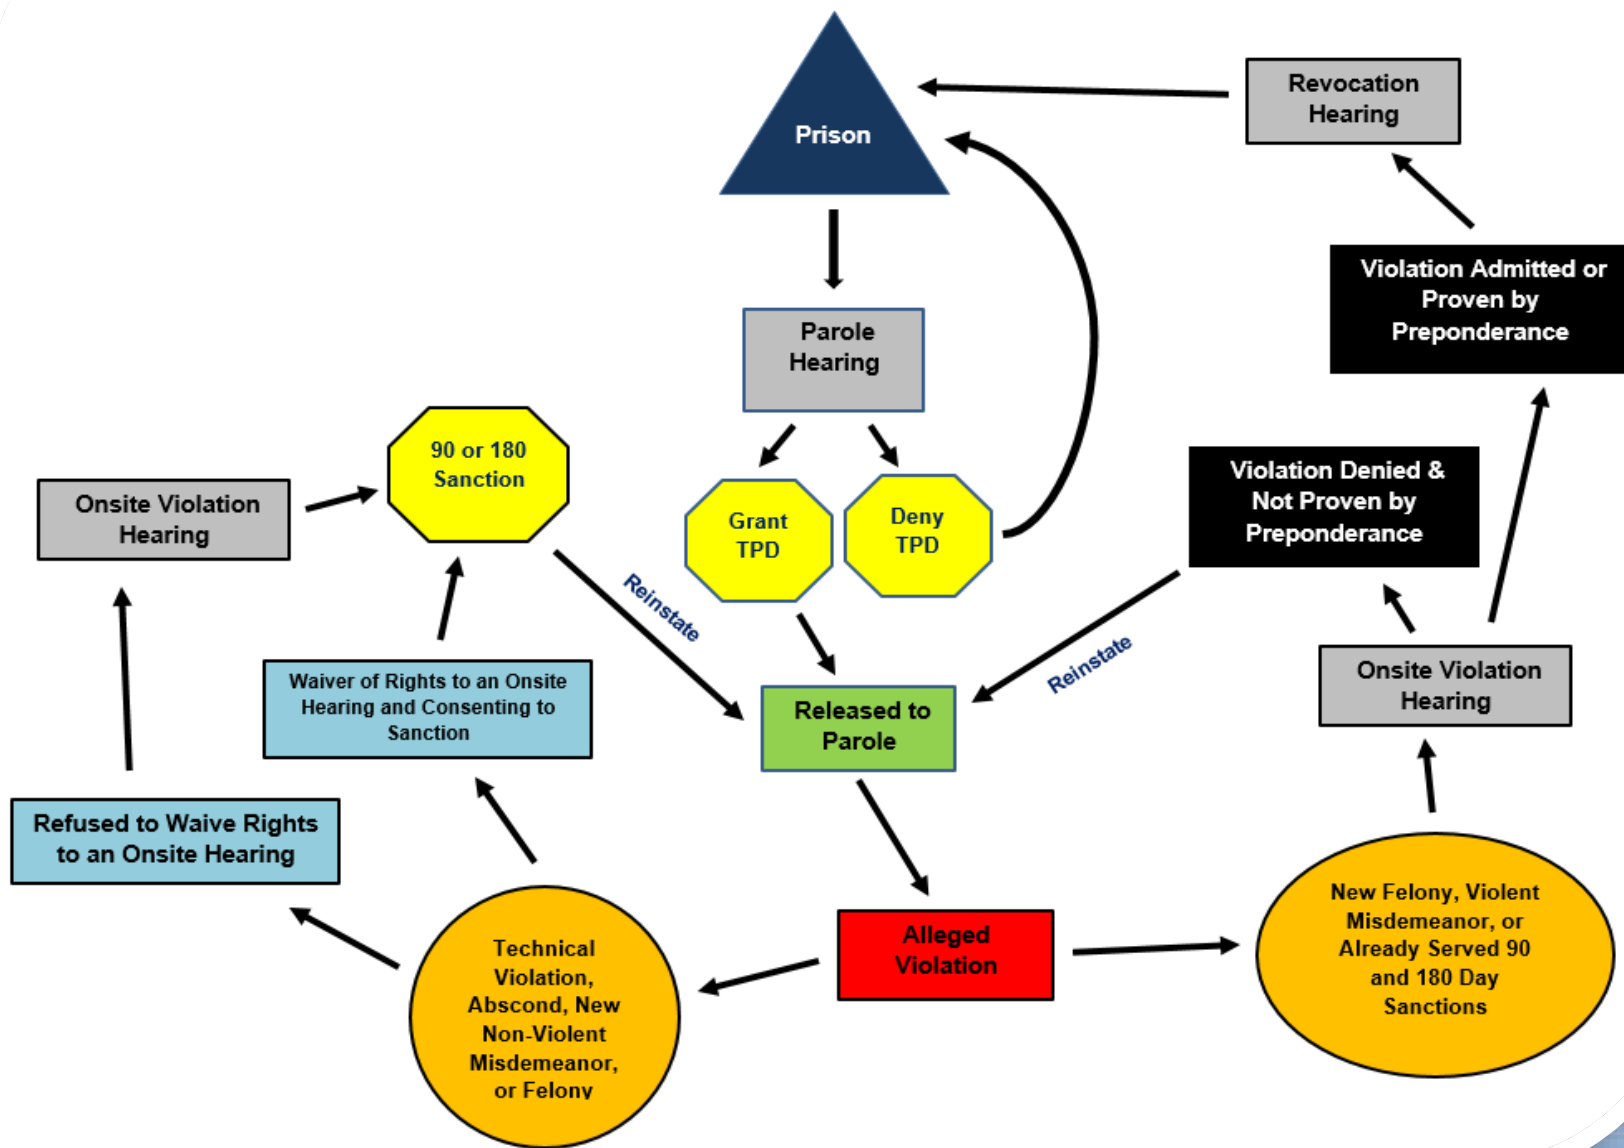 Prison
Revocation
Hearing
Violation Admitted or
Proven by
Preponderance
Parole
Hearing
90 or 180
Sanction
Onsite Violation
Hearing
Grant
TPD
Deny
TPD
Violation Denied &
Not Proven by
Preponderance
Reinstate
Reinstate
Waiver of Rights to an Onsite
Hearing and Consenting to
Sanction
Released to
Parole
Onsite Violation
Hearing
Refused to Waive Rights
to an Onsite Hearing
Alleged
Violation
Technical
Violation,
Abscond, New
Non-Violent
Misdemeanor,
or Felony
New Felony, Violent
Misdemeanor, or
Already Served 90
and 180 Day
Sanctions